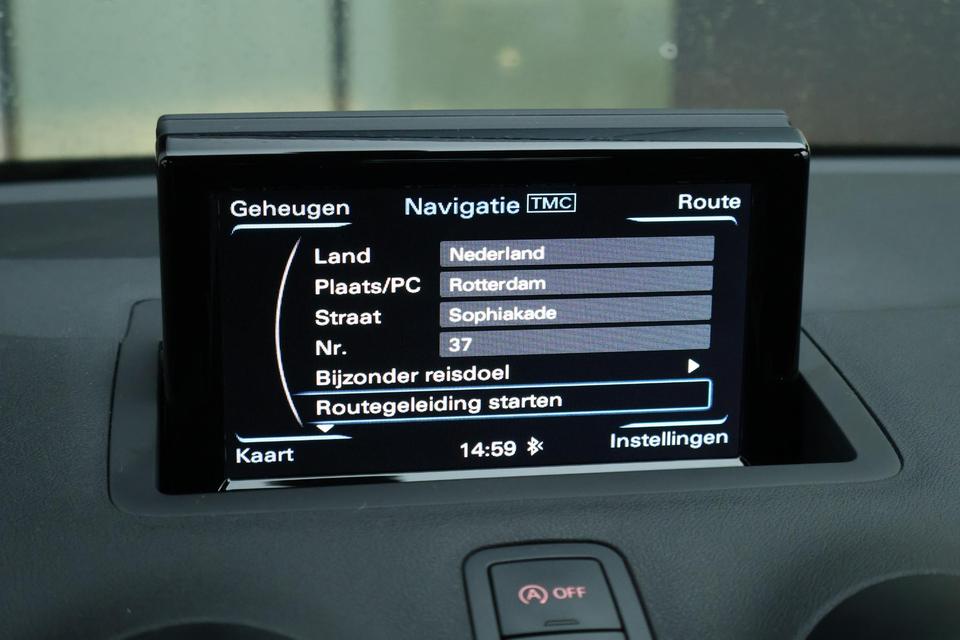 Geheugen Navigatie TMC Route
Land Nederland
Plaats/PC Rotterdam
Straat Sophiakade
Nr. 37
Bijzonder reisdoel
Routegeleiding starten
Kaart 14:59 Instellingen
A OFF